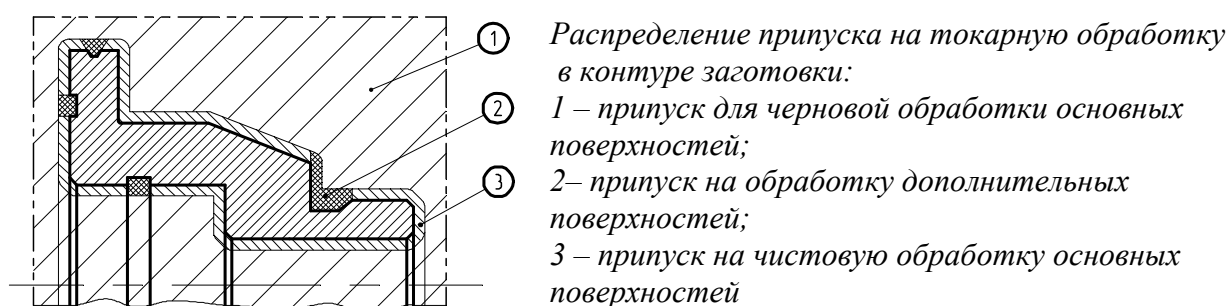 1
2
3
Распределение припуска на токарную обработку
в контуре заготовки:
1 – припуск для черновой обработки основных
поверхностей;
2– припуск на обработку дополнительных
поверхностей;
3 – припуск на чистовую обработку основных
поверхностей